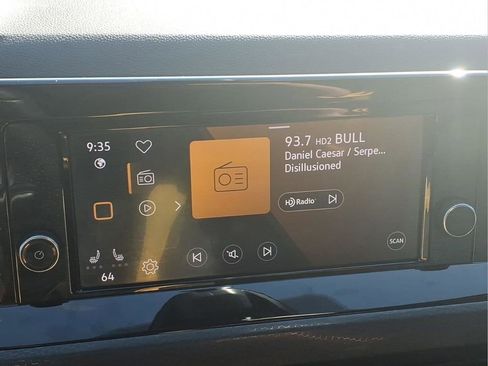 9:35
93.7 HD2 BULL
Daniel Caesar / Serpe...
Disillusioned
HD Radio
SCAN
64